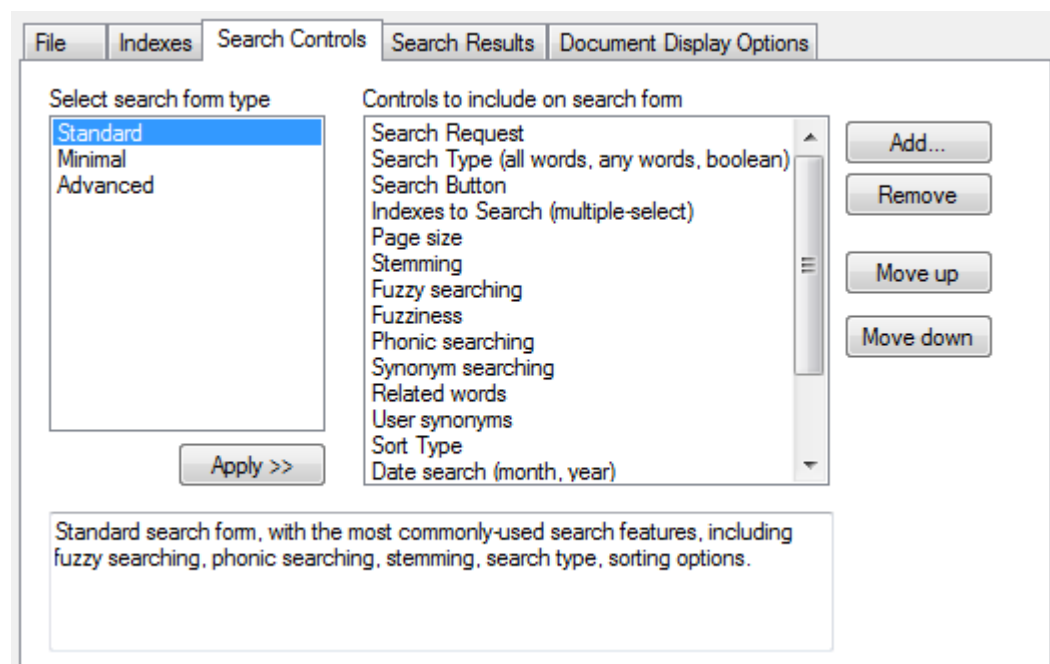 File Indexes Search Controls Search Results Document Display Options
Select search form type
Standard
Minimal
Advanced
Apply >>
Controls to include on search form
Search Request
Search Type (all words, any words, boolean)
Search Button
Indexes to Search (multiple-select)
Page size
Stemming
Fuzzy searching
Fuzziness
Phonic searching
Synonym searching
Related words
User synonyms
Sort Type
Date search (month, year)
Add...
Remove
Move up
Move down
Standard search form, with the most commonly-used search features, including
fuzzy searching, phonic searching, stemming, search type, sorting options.